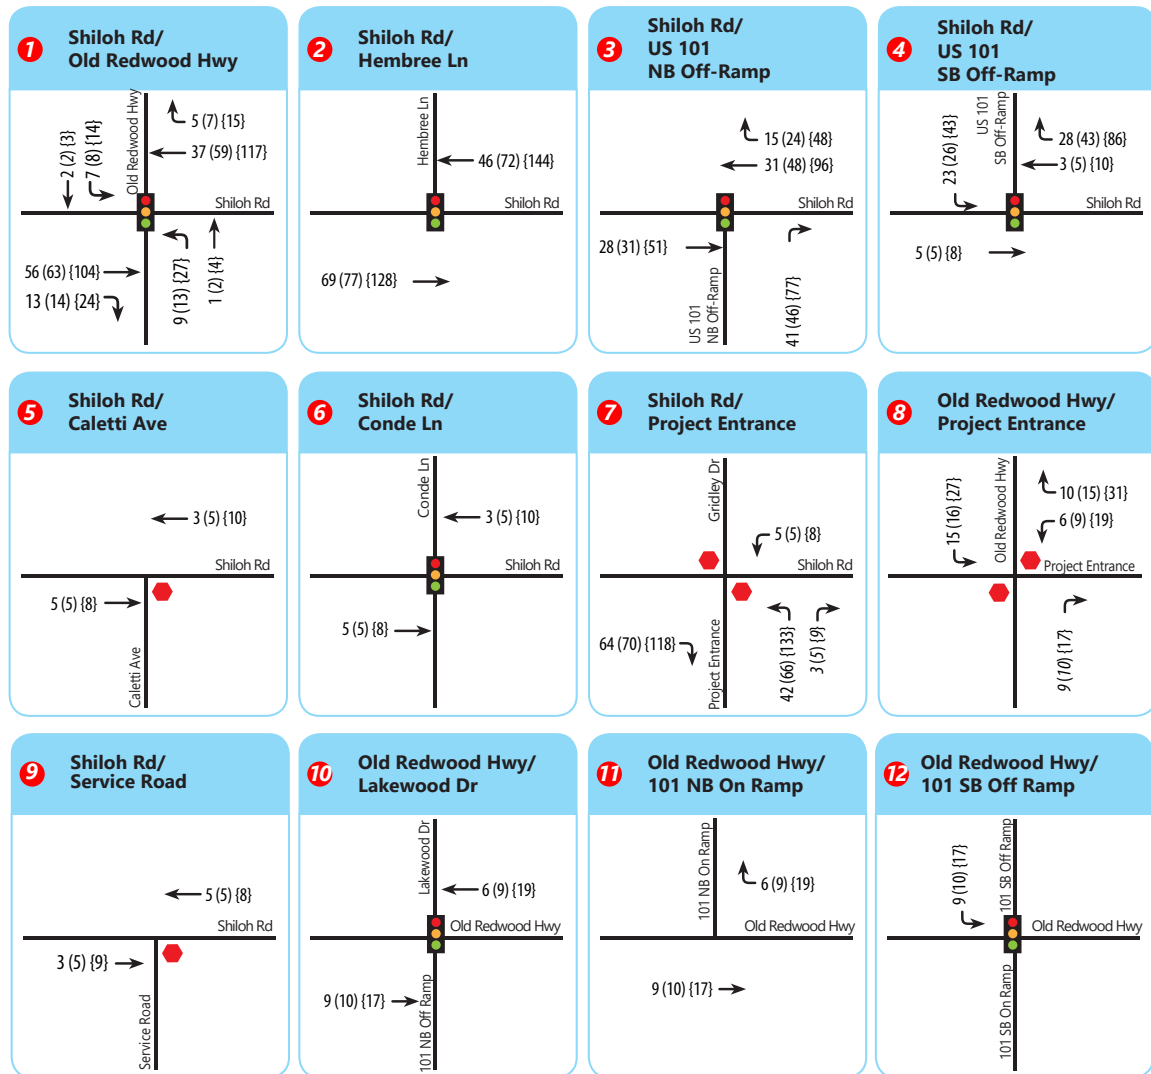 1
Shiloh Rd/
Old Redwood Hwy
2 (2) {3}
7 (8) {14}
Old Redwood Hwy
5 (7) {15}
37 (59) {117}
Shiloh Rd
56 (63) {104}
13 (14) {24}
9 (13) {27}
1 (2) {4}
2
Shiloh Rd/
Hembree Ln
Hembree Ln
46 (72) {144}
Shiloh Rd
69 (77) {128}
3
Shiloh Rd/
US 101
NB Off-Ramp
15 (24) {48}
31 (48) {96}
Shiloh Rd
28 (31) {51}
US 101
NB Off-Ramp
41 (46) {77}
4
Shiloh Rd/
US 101
SB Off-Ramp
23 (26) {43}
US 101
SB Off-Ramp
28 (43) {86}
3 (5) {10}
Shiloh Rd
5 (5) {8}
5
Shiloh Rd/
Caletti Ave
3 (5) {10}
Shiloh Rd
5 (5) {8}
Caletti Ave
6
Shiloh Rd/
Conde Ln
Conde Ln
3 (5) {10}
Shiloh Rd
5 (5) {8}
7
Shiloh Rd/
Project Entrance
Gridley Dr
5 (5) {8}
Shiloh Rd
64 (70) {118}
Project Entrance
42 (66) {133}
3 (5) {9}
8
Old Redwood Hwy/
Project Entrance
15 (16) {27}
Old Redwood Hwy
10 (15) {31}
6 (9) {19}
Project Entrance
9 (10) {17}
9
Shiloh Rd/
Service Road
5 (5) {8}
Shiloh Rd
3 (5) {9}
Service Road
10
Old Redwood Hwy/
Lakewood Dr
Lakewood Dr
6 (9) {19}
Old Redwood Hwy
9 (10) {17}
101 NB Off Ramp
11
Old Redwood Hwy/
101 NB On Ramp
101 NB On Ramp
6 (9) {19}
Old Redwood Hwy
9 (10) {17}
12
Old Redwood Hwy/
101 SB Off Ramp
9 (10) {17}
101 SB Off Ramp
Old Redwood Hwy
101 SB On Ramp